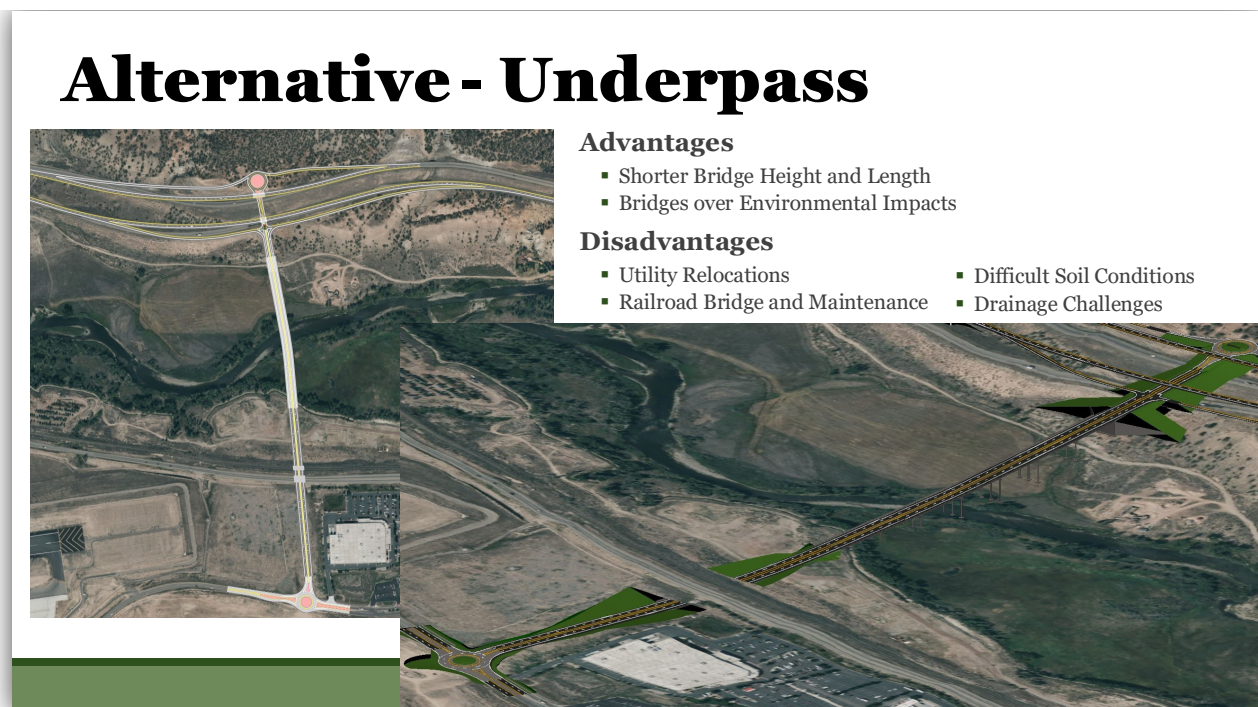 Alternative - Underpass
Advantages
▪ Shorter Bridge Height and Length
▪ Bridges over Environmental Impacts
Disadvantages
▪ Utility Relocations
▪ Railroad Bridge and Maintenance
▪ Difficult Soil Conditions
▪ Drainage Challenges